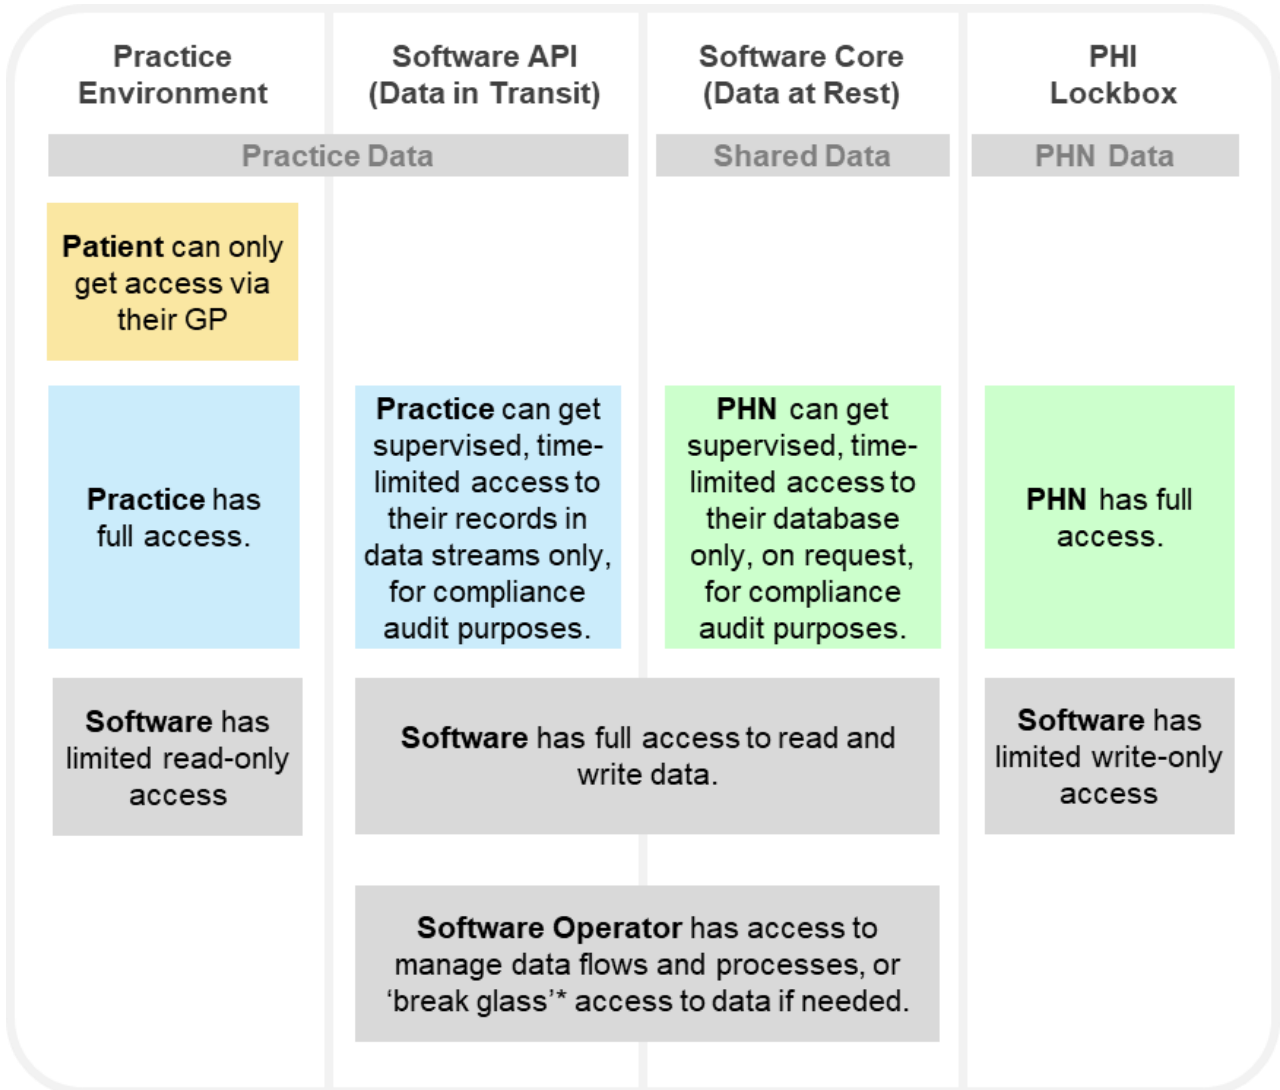 Practice
Environment
Software API
(Data in Transit)
Software Core
(Data at Rest)
PHI
Lockbox
Practice Data
Shared Data
PHN Data
Patient can only
get access via
their GP
Practice has
full access.
Practice can get
supervised, time-
limited access to
their records in
data streams only,
for compliance
audit purposes.
PHN can get
supervised, time-
limited access to
their database
only, on request,
for compliance
audit purposes.
PHN has full
access.
Software has
limited read-only
access
Software has full access to read and
write data.
Software has
limited write-only
access
Software Operator has access to
manage data flows and processes, or
‘break glass’* access to data if needed.